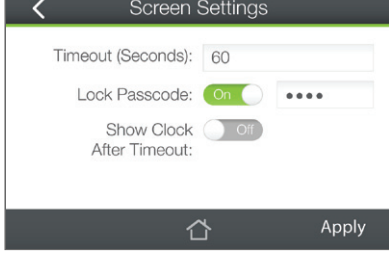 Screen Settings
Timeout (Seconds): 60
Lock Passcode: On ••••
Show Clock Off
After Timeout:
Apply